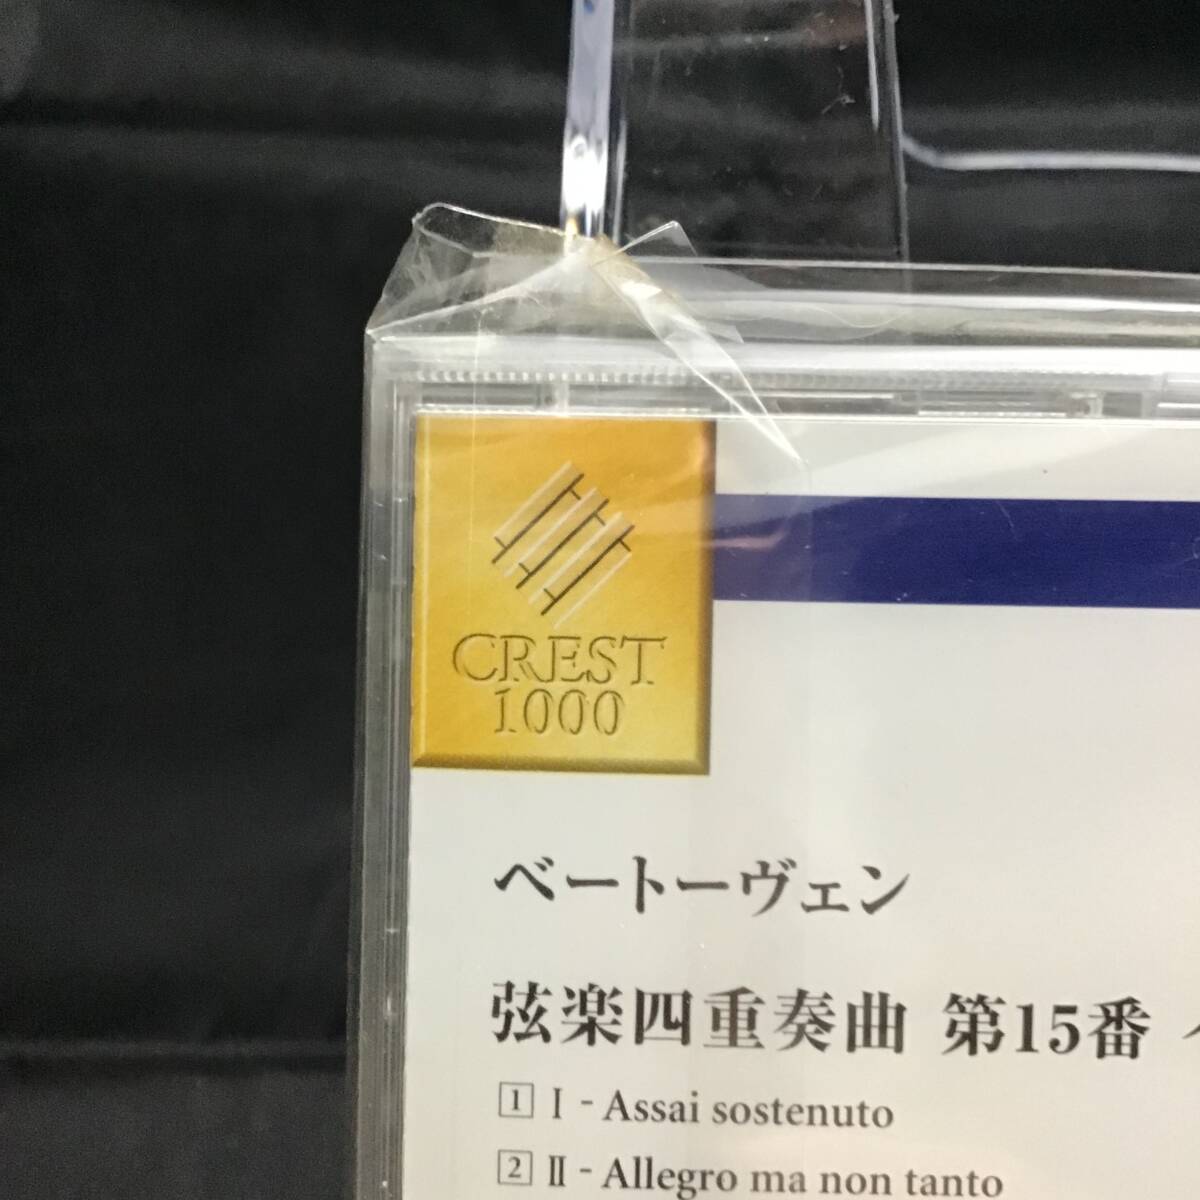 CREST
1000
ベートーヴェン
弦楽四重奏曲 第15番
1 I - Assai sostenuto
2 II - Allegro ma non tanto